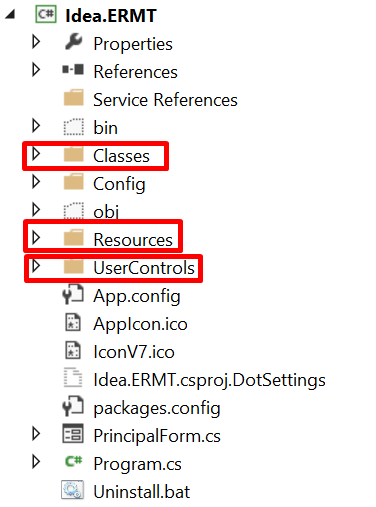 C# Idea.ERMT
Properties
References
Service References
bin
Classes
Config
obj
Resources
UserControls
App.config
AppIcon.ico
IconV7.ico
Idea.ERMT.csproj.DotSettings
packages.config
PrincipalForm.cs
C# Program.cs
Uninstall.bat